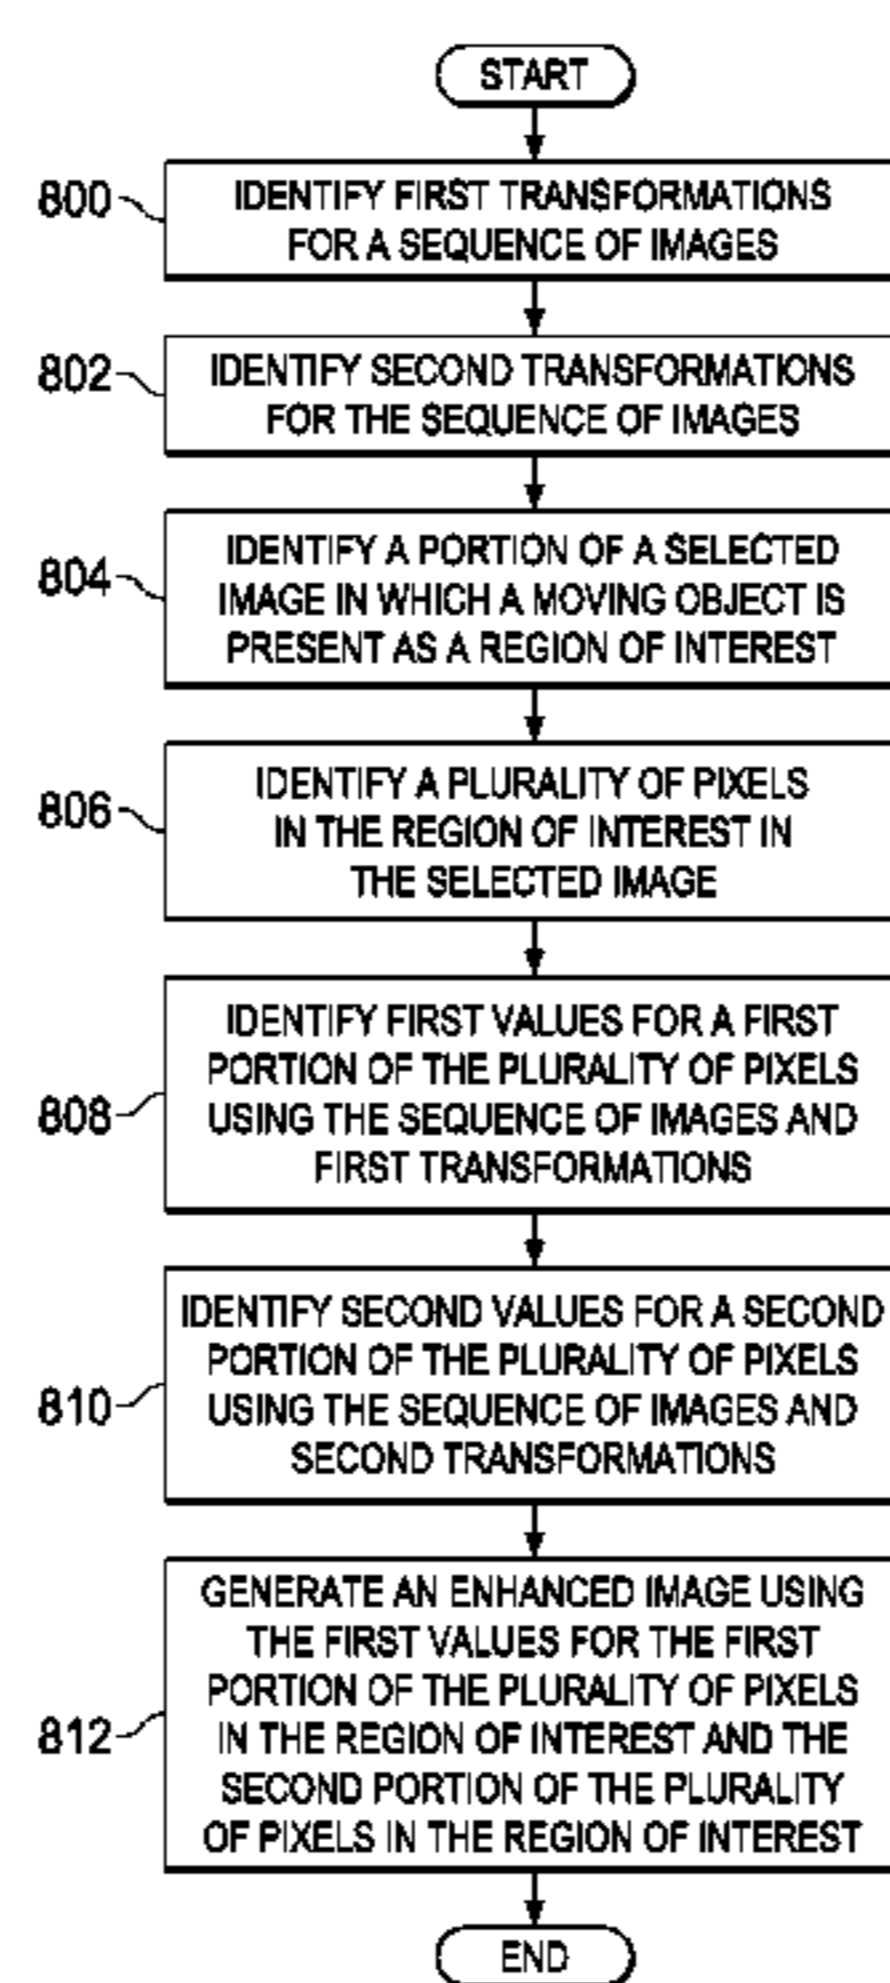 START
800
IDENTIFY FIRST TRANSFORMATIONS
FOR A SEQUENCE OF IMAGES
802
IDENTIFY SECOND TRANSFORMATIONS
FOR THE SEQUENCE OF IMAGES
804
IDENTIFY A PORTION OF A SELECTED
IMAGE IN WHICH A MOVING OBJECT IS
PRESENT AS A REGION OF INTEREST
806
IDENTIFY A PLURALITY OF PIXELS
IN THE REGION OF INTEREST IN
THE SELECTED IMAGE
808
IDENTIFY FIRST VALUES FOR A FIRST
PORTION OF THE PLURALITY OF PIXELS
USING THE SEQUENCE OF IMAGES AND
FIRST TRANSFORMATIONS
810
IDENTIFY SECOND VALUES FOR A SECOND
PORTION OF THE PLURALITY OF PIXELS
USING THE SEQUENCE OF IMAGES AND
SECOND TRANSFORMATIONS
812
GENERATE AN ENHANCED IMAGE USING
THE FIRST VALUES FOR THE FIRST
PORTION OF THE PLURALITY OF PIXELS
IN THE REGION OF INTEREST AND THE
SECOND PORTION OF THE PLURALITY
OF PIXELS IN THE REGION OF INTEREST
END